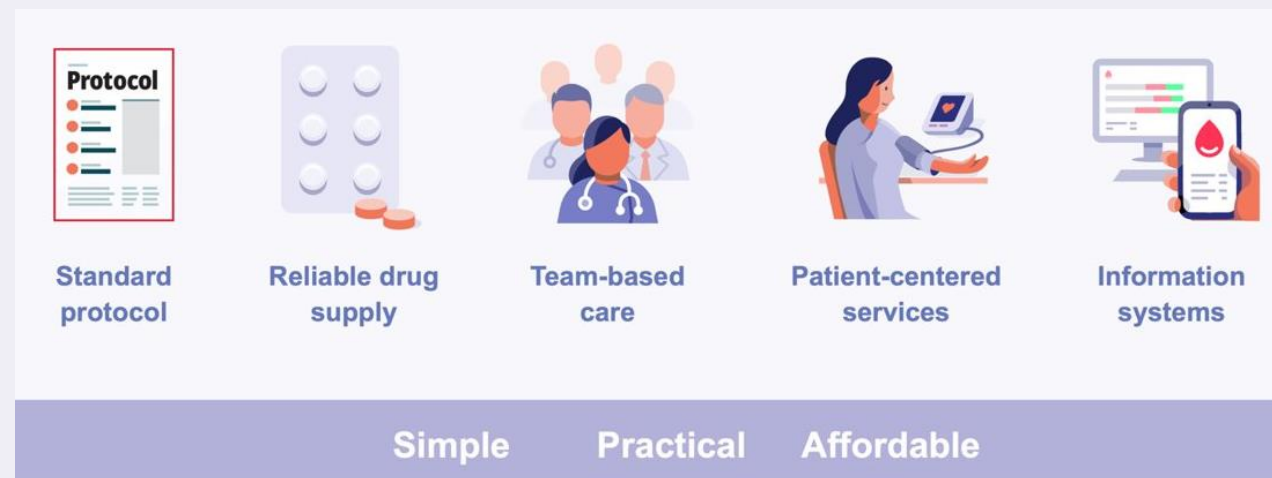 Protocol
Standard
protocol
Reliable drug
supply
Team-based
care
Patient-centered
services
Information
systems
Simple Practical Affordable